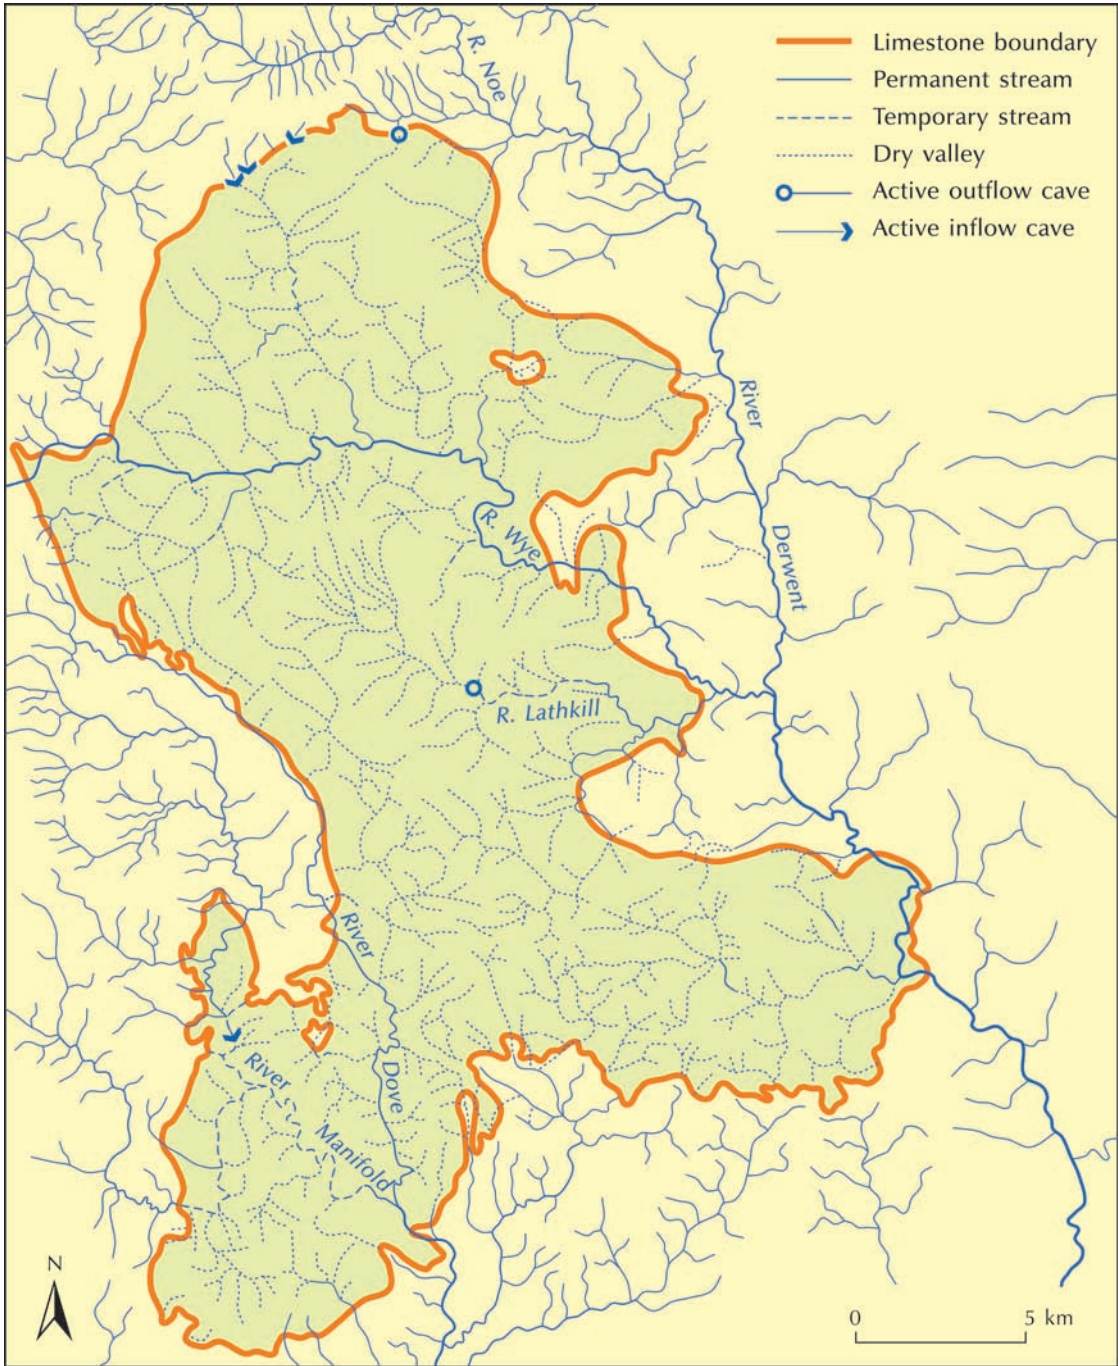 R. Noe
Limestone boundary
Permanent stream
Temporary stream
Dry valley
Active outflow cave
Active inflow cave
River
Derwent
R. Wye
R. Lathkill
River
Dove
River
Manifold
N
0 5 km